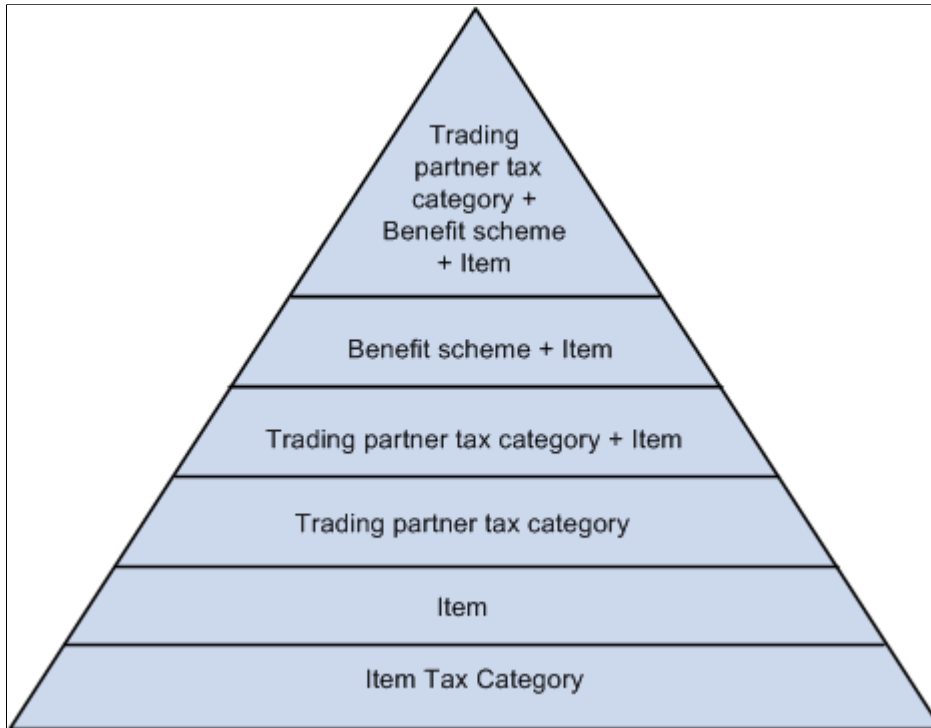 Trading
partner tax
category +
Benefit scheme
+ Item
Benefit scheme + Item
Trading partner tax category + Item
Trading partner tax category
Item
Item Tax Category